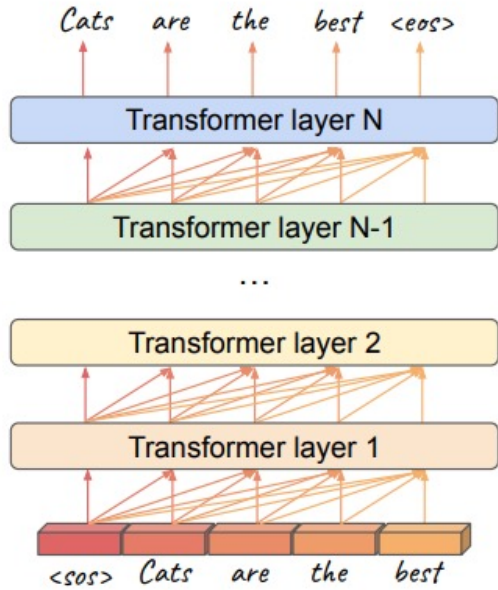 Cats are the best <eos>
Transformer layer N
Transformer layer N-1
...
Transformer layer 2
Transformer layer 1
<sos> Cats are the best